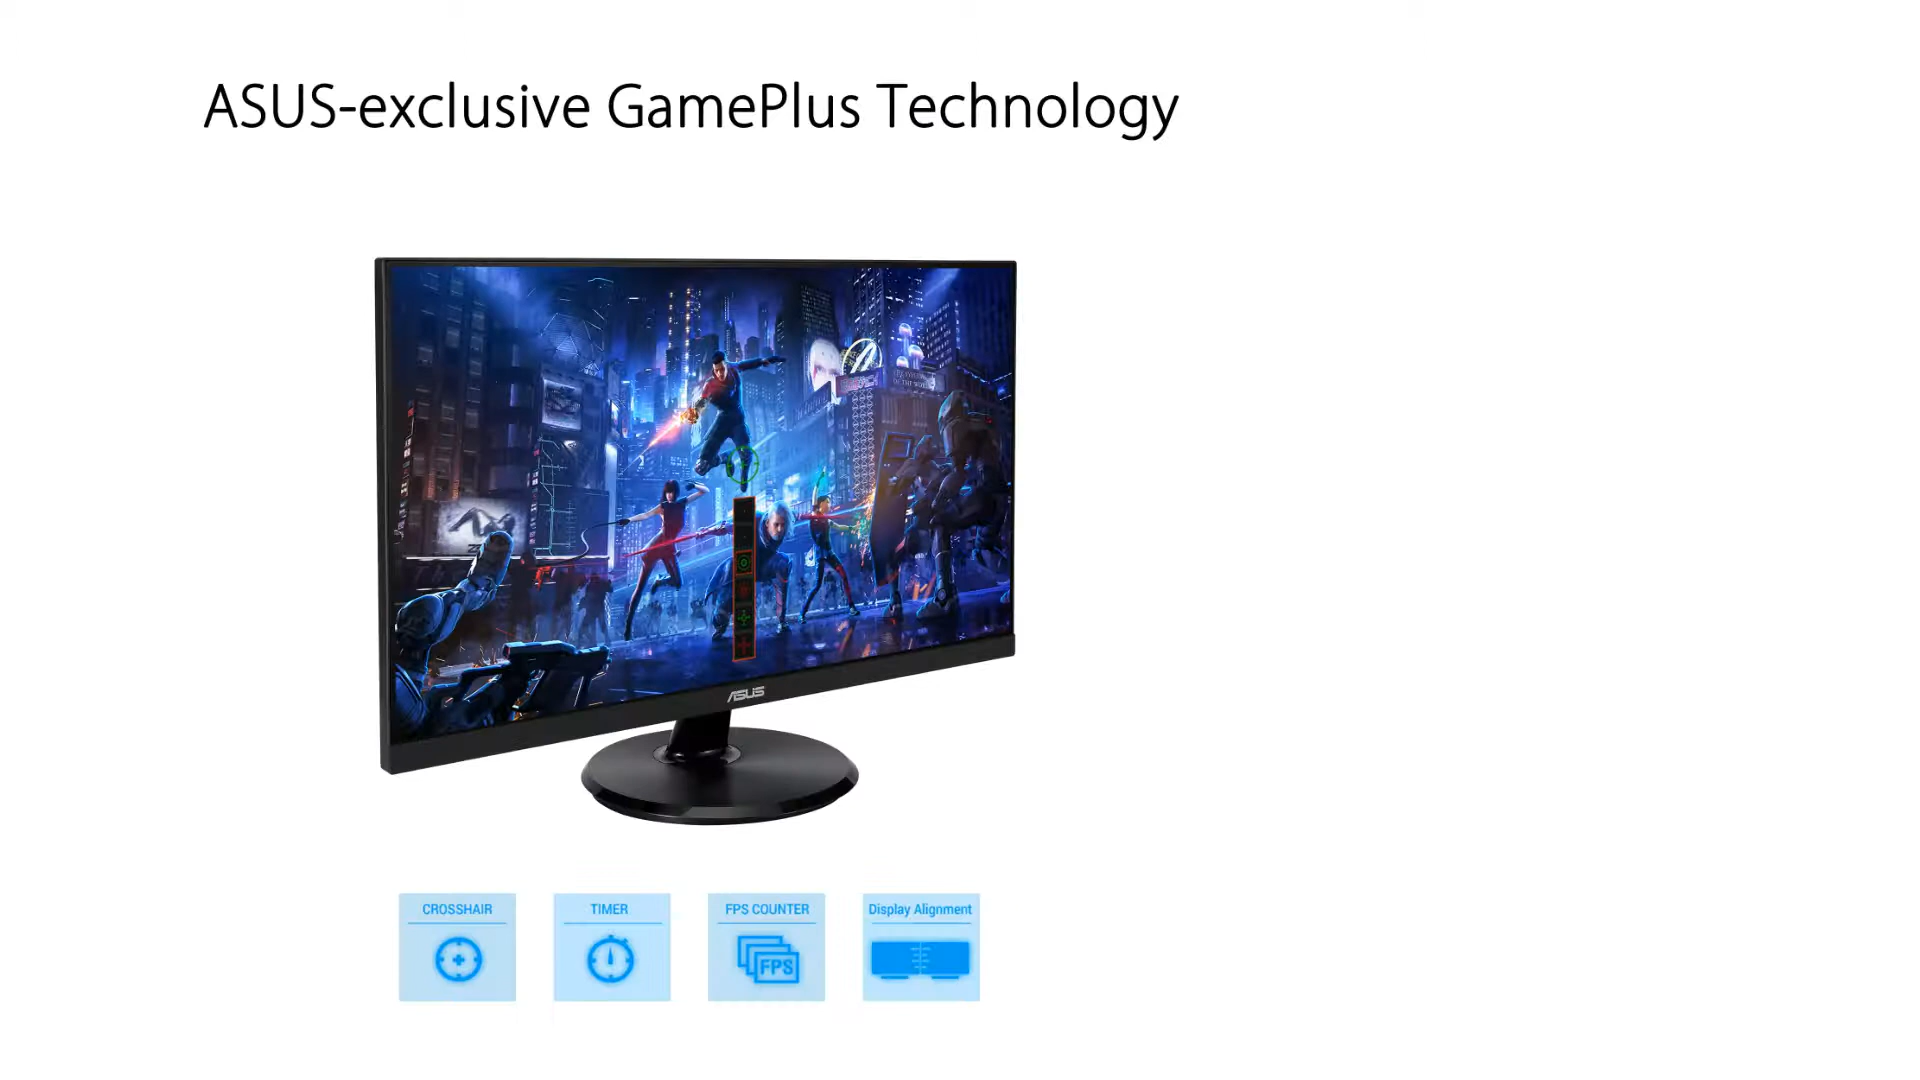 ASUS-exclusive GamePlus Technology
ASUS
CROSSHAIR
TIMER
FPS COUNTER
Display Alignment
FPS